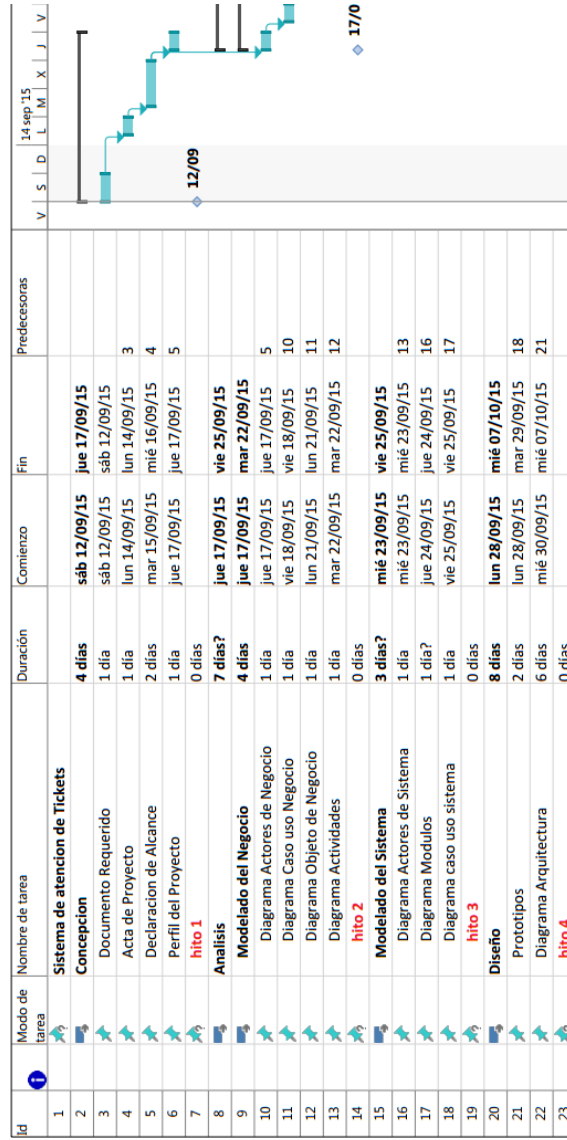 Id Modo de tarea Nombre de tarea Duración Comienzo Fin Predecesoras 14 sep '15
V S D L M X J V
1 Sistema de atencion de Tickets
2 Concepcion 4 días sáb 12/09/15 jue 17/09/15
3 Documento Requerido 1 día sáb 12/09/15 sáb 12/09/15
4 Acta de Proyecto 1 día lun 14/09/15 lun 14/09/15 3
5 Declaracion de Alcance 2 días mar 15/09/15 mié 16/09/15 4
6 Perfil del Proyecto 1 día jue 17/09/15 jue 17/09/15 5
7 hito 1 0 días 12/09
8 Analisis 7 días? jue 17/09/15 vie 25/09/15
9 Modelado del Negocio 4 días jue 17/09/15 mar 22/09/15
10 Diagrama Actores de Negocio 1 día jue 17/09/15 jue 17/09/15 5
11 Diagrama Caso uso Negocio 1 día vie 18/09/15 vie 18/09/15 10
12 Diagrama Objeto de Negocio 1 día lun 21/09/15 lun 21/09/15 11
13 Diagrama Actividades 1 día mar 22/09/15 mar 22/09/15 12
14 hito 2 0 días 17/0
15 Modelado del Sistema 3 días? mié 23/09/15 vie 25/09/15
16 Diagrama Actores de Sistema 1 día mié 23/09/15 mié 23/09/15 13
17 Diagrama Modulos 1 día? jue 24/09/15 jue 24/09/15 16
18 Diagrama caso uso sistema 1 día vie 25/09/15 vie 25/09/15 17
19 hito 3 0 días
20 Diseño 8 días lun 28/09/15 mié 07/10/15
21 Prototipos 2 días lun 28/09/15 mar 29/09/15 18
22 Diagrama Arquitectura 6 días mié 30/09/15 mié 07/10/15 21
23 hito 4 0 días